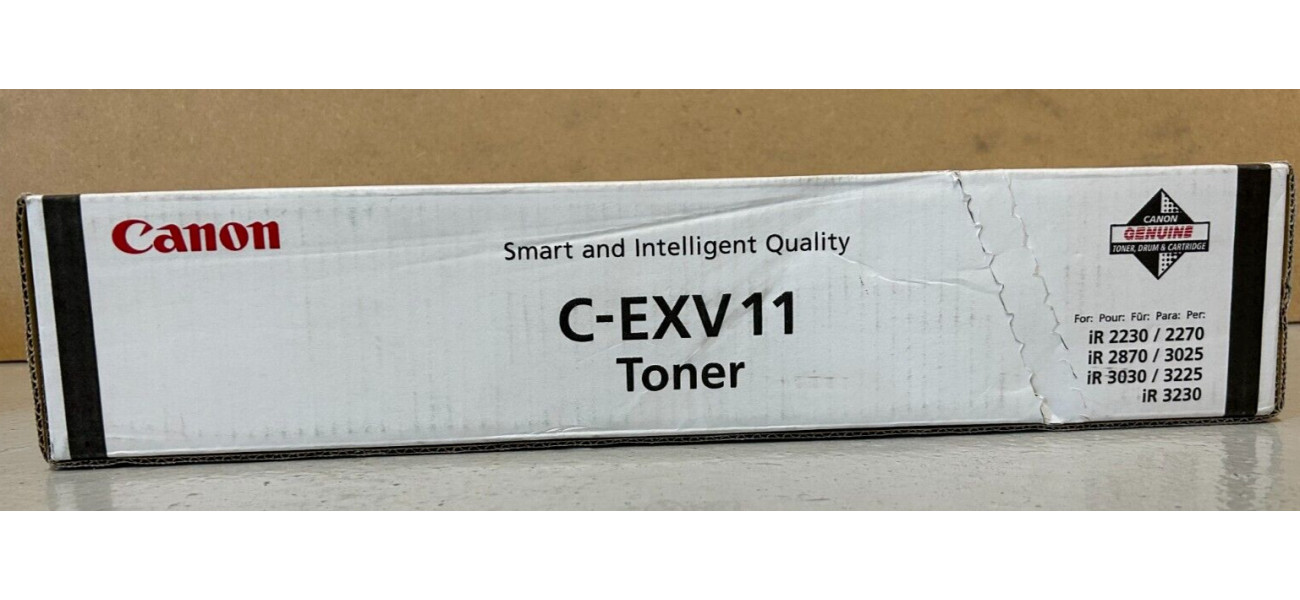 Canon
Smart and Intelligent Quality
C-EXV 11
Toner
CANON
GENUINE
TONER, DRUM & CARTRIDGE
For: Pour: Für: Para: Per:
iR 2230 / 2270
iR 2870 / 3025
iR 3030 / 3225
iR 3230